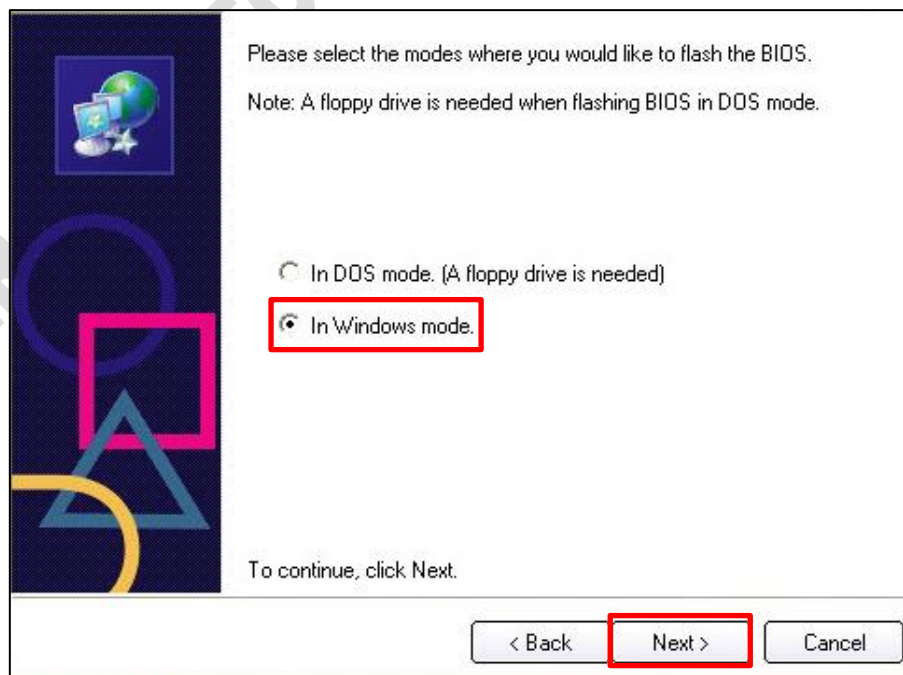 Please select the modes where you would like to flash the BIOS.
Note: A floppy drive is needed when flashing BIOS in DOS mode.
In DOS mode. (A floppy drive is needed)
In Windows mode.
To continue, click Next.
< Back Next > Cancel